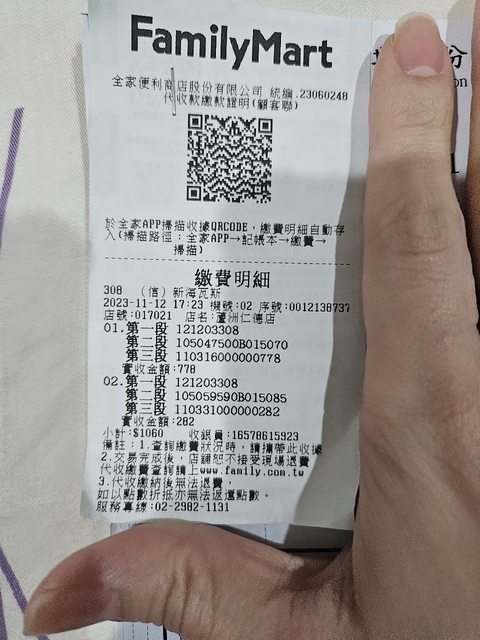 FamilyMart
全家便利商店股份有限公司 統編:23060248
代收款繳款證明(顧客聯)
於全家APP掃描收據QRCODE，繳費明細自動存
入(掃描路徑：全家APP→記帳本→繳費→
掃描)
繳費明細
308 (信)新海瓦斯
2023-11-12 17:23 機號:02 序號:0012138737
店號:017021 店名:蘆洲仁德店
01.第一段 121203308
第二段 105047500B015070
第三段 110316000000778
實收金額:778
02.第一段 121203308
第二段 105059590B015085
第三段 110331000000282
實收金額:282
小計:$1060 收銀員:16578615923
備註：1.查詢繳費狀況時，請攜帶此收據
2.交易完成後，店鋪恕不接受現場退費
代收繳費查詢請上www.family.com.tw
3.代收繳納後無法退費，
如以點數折抵亦無法返還點數。
服務專線:02-2982-1131
份
on